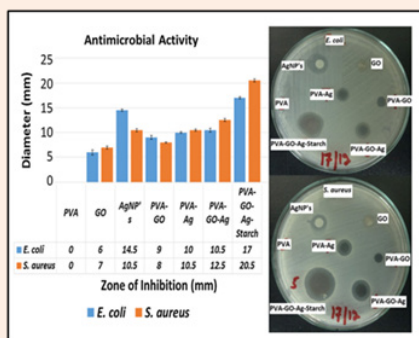 Antimicrobial Activity
Diameter (mm)
25
20
15
10
5
0
PVA GO AgNP's PVA-GO PVA-Ag PVA-GO-Ag PVA-GO-Ag-Starch
E. coli 0 6 14.5 9 10 10.5 17
S. aureus 0 7 10.5 8 10.5 12.5 20.5
Zone of Inhibition (mm)
E. coli S. aureus
E. coli
AgNP's
GO
PVA
PVA-Ag
PVA-GO
PVA-GO-Ag-Starch
PVA-GO-Ag
17/12
S. aureus
AgNP's
GO
PVA
PVA-Ag
PVA-GO
S
PVA-GO-Ag-Starch
PVA-GO-Ag
17/12